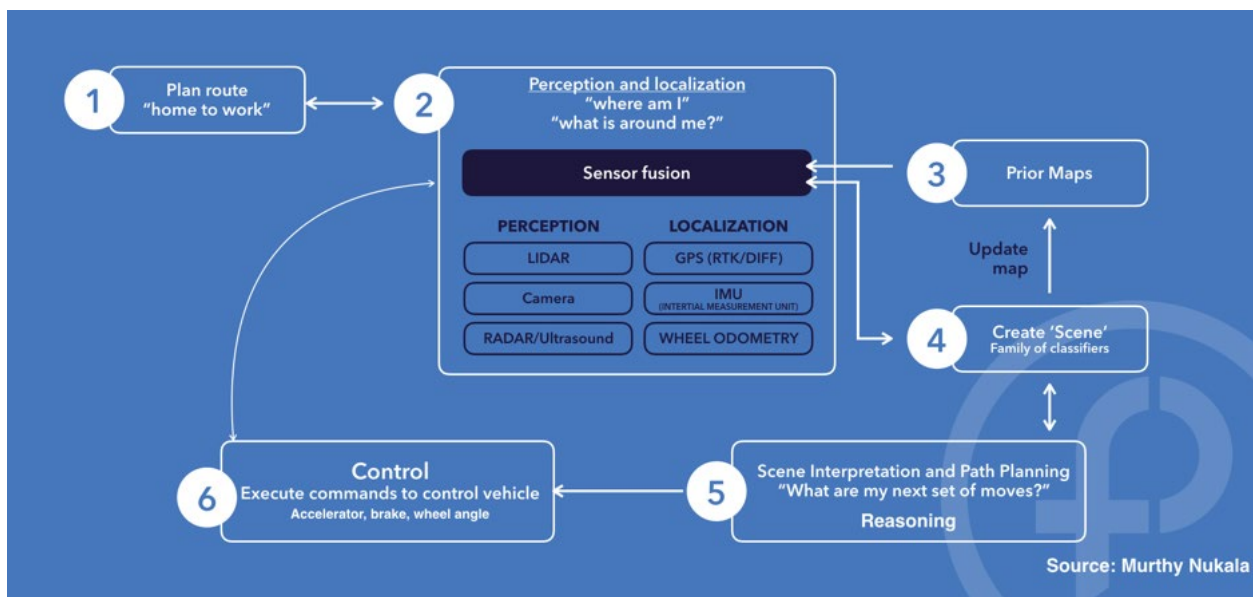 1
Plan route
"home to work"
2
Perception and localization
"where am I"
"what is around me?"
Sensor fusion
PERCEPTION
LIDAR
Camera
RADAR/Ultrasound
LOCALIZATION
GPS (RTK/DIFF)
IMU
(INTERTIAL MEASUREMENT UNIT)
WHEEL ODOMETRY
3
Prior Maps
Update
map
4
Create 'Scene'
Family of classifiers
5
Scene Interpretation and Path Planning
"What are my next set of moves?"
Reasoning
6
Control
Execute commands to control vehicle
Accelerator, brake, wheel angle
Source: Murthy Nukala